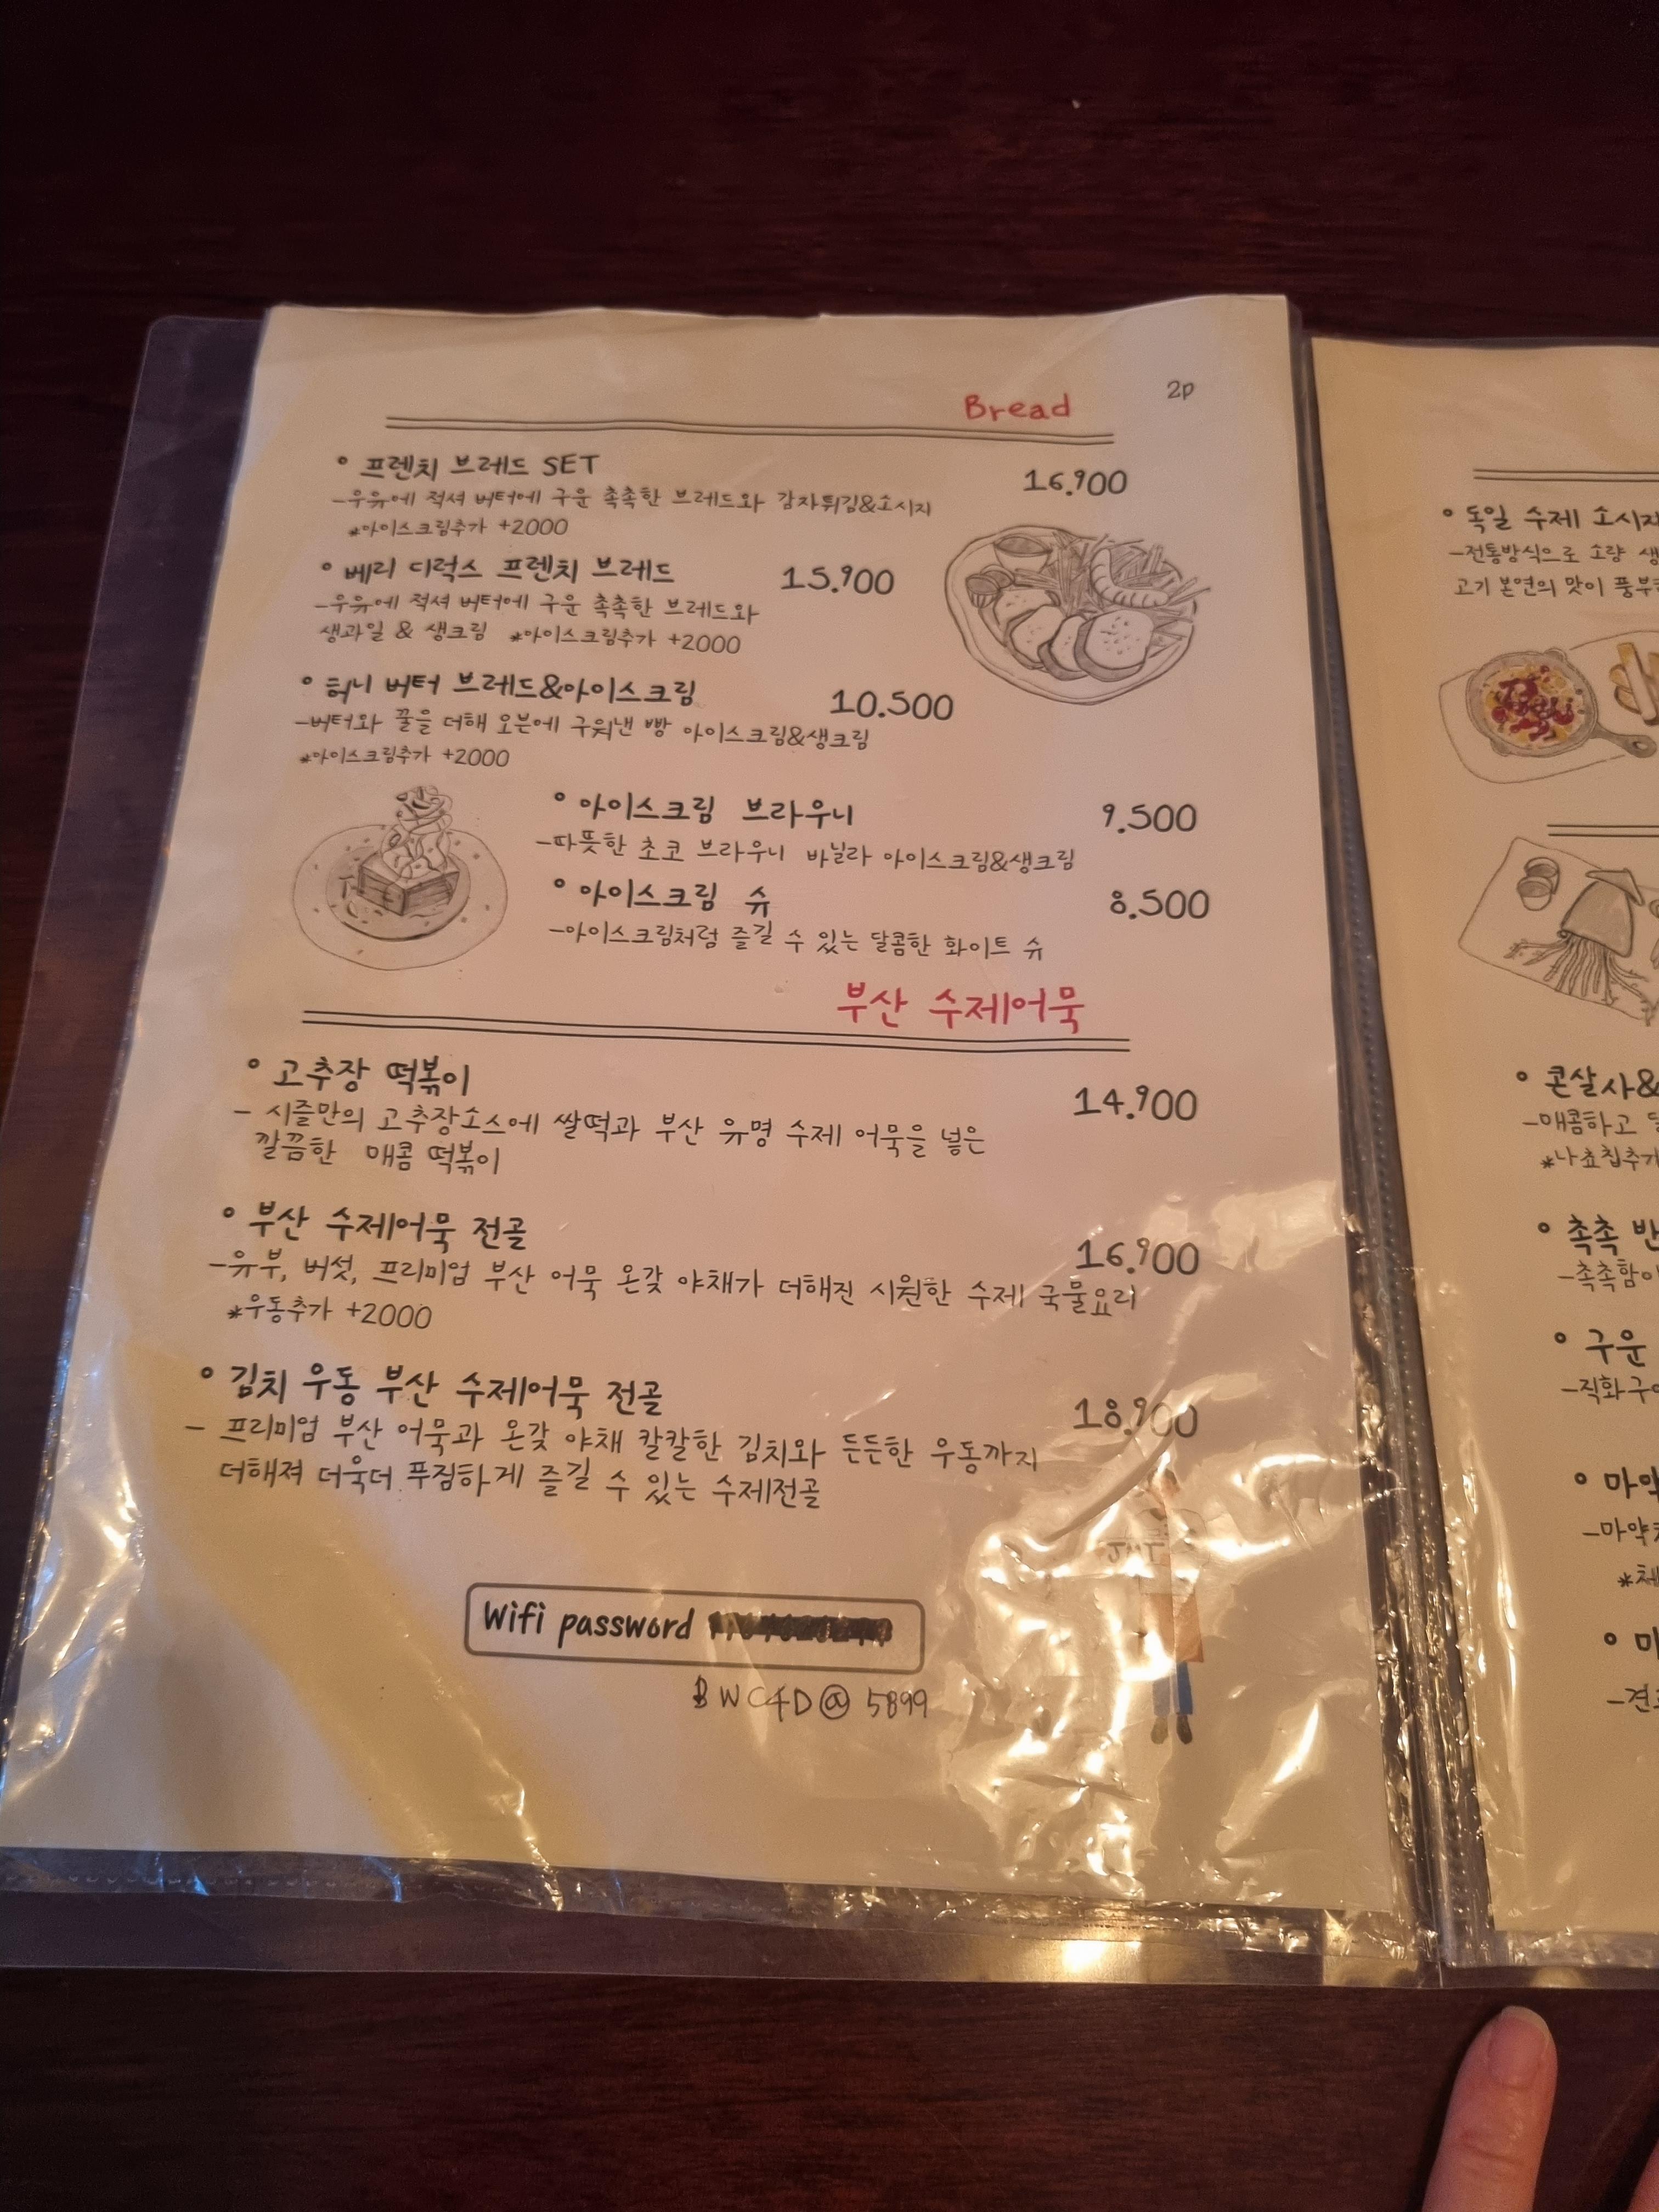 2p
Bread
° 프렌치 브레드 SET 16.900
-우유에 적셔 버터에 구운 촉촉한 브레드와 감자튀김&소시지
*아이스크림추가 +2000
° 베리 디럭스 프렌치 브레드 15.900
-우유에 적셔 버터에 구운 촉촉한 브레드와
생과일 & 생크림 *아이스크림추가 +2000
° 허니 버터 브레드&아이스크림 10.500
-버터와 꿀을 더해 오븐에 구워낸 빵 아이스크림&생크림
*아이스크림추가 +2000
° 아이스크림 브라우니 9.500
-따뜻한 초코 브라우니 바닐라 아이스크림&생크림
° 아이스크림 슈 8.500
-아이스크림처럼 즐길 수 있는 달콤한 화이트 슈
부산 수제어묵
° 고추장 떡볶이 14.900
- 시즐만의 고추장소스에 쌀떡과 부산 유명 수제 어묵을 넣은
깔끔한 매콤 떡볶이
° 부산 수제어묵 전골 16.900
-유부, 버섯, 프리미엄 부산 어묵 온갖 야채가 더해진 시원한 수제 국물요리
*우동추가 +2000
° 김치 우동 부산 수제어묵 전골 18.900
- 프리미엄 부산 어묵과 온갖 야채 칼칼한 김치와 든든한 우동까지
더해져 더욱더 푸짐하게 즐길 수 있는 수제전골
Wifi password
BWC4D@5899
° 독일 수제 소시지
-전통방식으로 소량
고기 본연의 맛이
° 콘살사&
-매콤하고
*나쵸칩추가
° 촉촉
-촉촉함
° 구운
-직화구